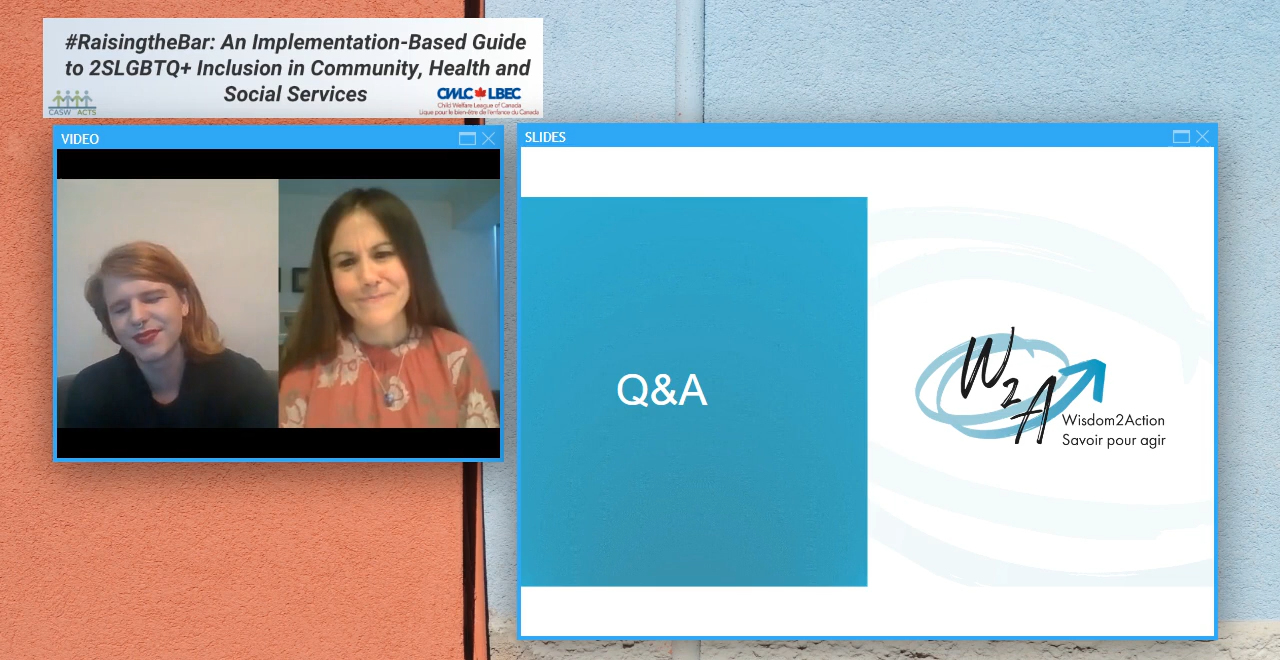 #RaisingtheBar: An Implementation-Based Guide
to 2SLGBTQ+ Inclusion in Community, Health and
Social Services
CASW ACTS
CWLC LBEC
Child Welfare League of Canada
Ligue pour le bien-être de l'enfance du Canada
VIDEO
SLIDES
Q&A
W2A
Wisdom2Action
Savoir pour agir